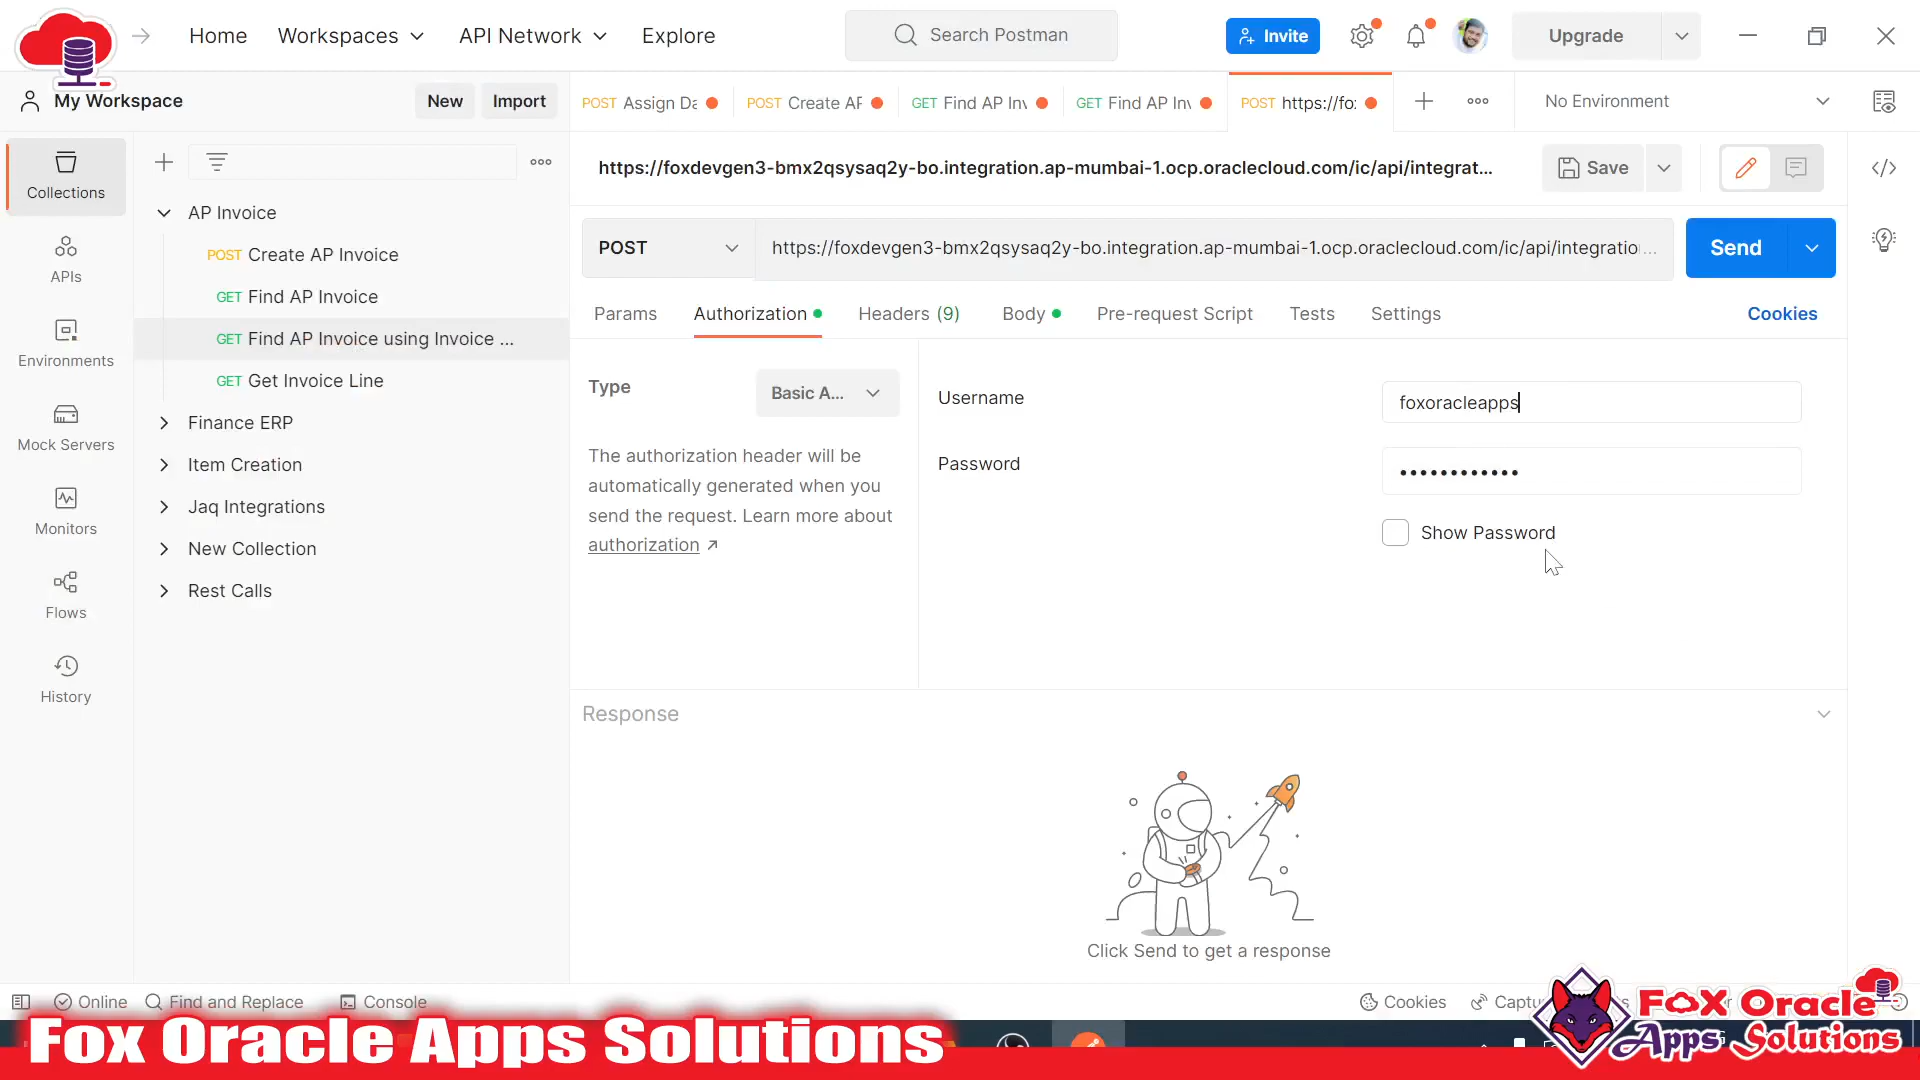 Home
Workspaces
API Network
Explore
Search Postman
Invite
Upgrade
My Workspace
New
Import
POST Assign Da
POST Create AP
GET Find AP Inv
GET Find AP Inv
POST https://fox
No Environment
Collections
APIs
Environments
Mock Servers
Monitors
Flows
History
AP Invoice
POST Create AP Invoice
GET Find AP Invoice
GET Find AP Invoice using Invoice ...
GET Get Invoice Line
Finance ERP
Item Creation
Jaq Integrations
New Collection
Rest Calls
https://foxdevgen3-bmx2qsysaq2y-bo.integration.ap-mumbai-1.ocp.oraclecloud.com/ic/api/integrat...
Save
POST
https://foxdevgen3-bmx2qsysaq2y-bo.integration.ap-mumbai-1.ocp.oraclecloud.com/ic/api/integratio...
Send
Params
Authorization
Headers (9)
Body
Pre-request Script
Tests
Settings
Cookies
Type
Basic A...
The authorization header will be
automatically generated when you
send the request. Learn more about
authorization
Username
foxoracleapps
Password
Show Password
Response
Click Send to get a response
Online
Find and Replace
Console
Cookies
Fox Oracle Apps Solutions
Fox Oracle
Apps Solutions